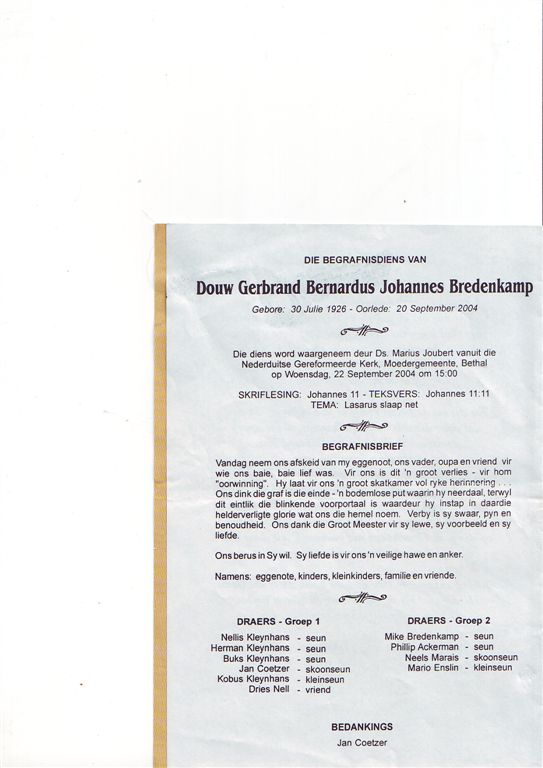 DIE BEGRAFNISDIENS VAN
Douw Gerbrand Bernardus Johannes Bredenkamp
Gebore: 30 Julie 1926 - Oorlede: 20 September 2004
Die diens word waargeneem deur Ds. Marius Joubert vanuit die
Nederduitse Gereformeerde Kerk, Moedergemeente, Bethal
op Woensdag, 22 September 2004 om 15:00
SKRIFLESING: Johannes 11 - TEKSVERS: Johannes 11:11
TEMA: Lasarus slaap net
BEGRAFNISBRIEF
Vandag neem ons afskeid van my eggenoot, ons vader, oupa en vriend vir
wie ons baie, baie lief was. Vir ons is dit 'n groot verlies - vir hom
"oorwinning". Hy laat vir ons 'n groot skatkamer vol ryke herinnering . . .
Ons dink die graf is die einde - 'n bodemlose put waarin hy neerdaal, terwyl
dit eintlik die blinkende voorportaal is waardeur hy instap in daardie
helderverligte glorie wat ons die hemel noem. Verby is sy swaar, pyn en
benoudheid. Ons dank die Groot Meester vir sy lewe, sy voorbeeld en sy
liefde.
Ons berus in Sy wil. Sy liefde is vir ons 'n veilige hawe en anker.
Namens: eggenote, kinders, kleinkinders, familie en vriende.
DRAERS - Groep 1
Nellis Kleynhans - seun
Herman Kleynhans - seun
Buks Kleynhans - seun
Jan Coetzer - skoonseun
Kobus Kleynhans - kleinseun
Dries Nell - vriend
DRAERS - Groep 2
Mike Bredenkamp - seun
Phillip Ackerman - seun
Neels Marais - skoonseun
Mario Enslin - kleinseun
BEDANKINGS
Jan Coetzer